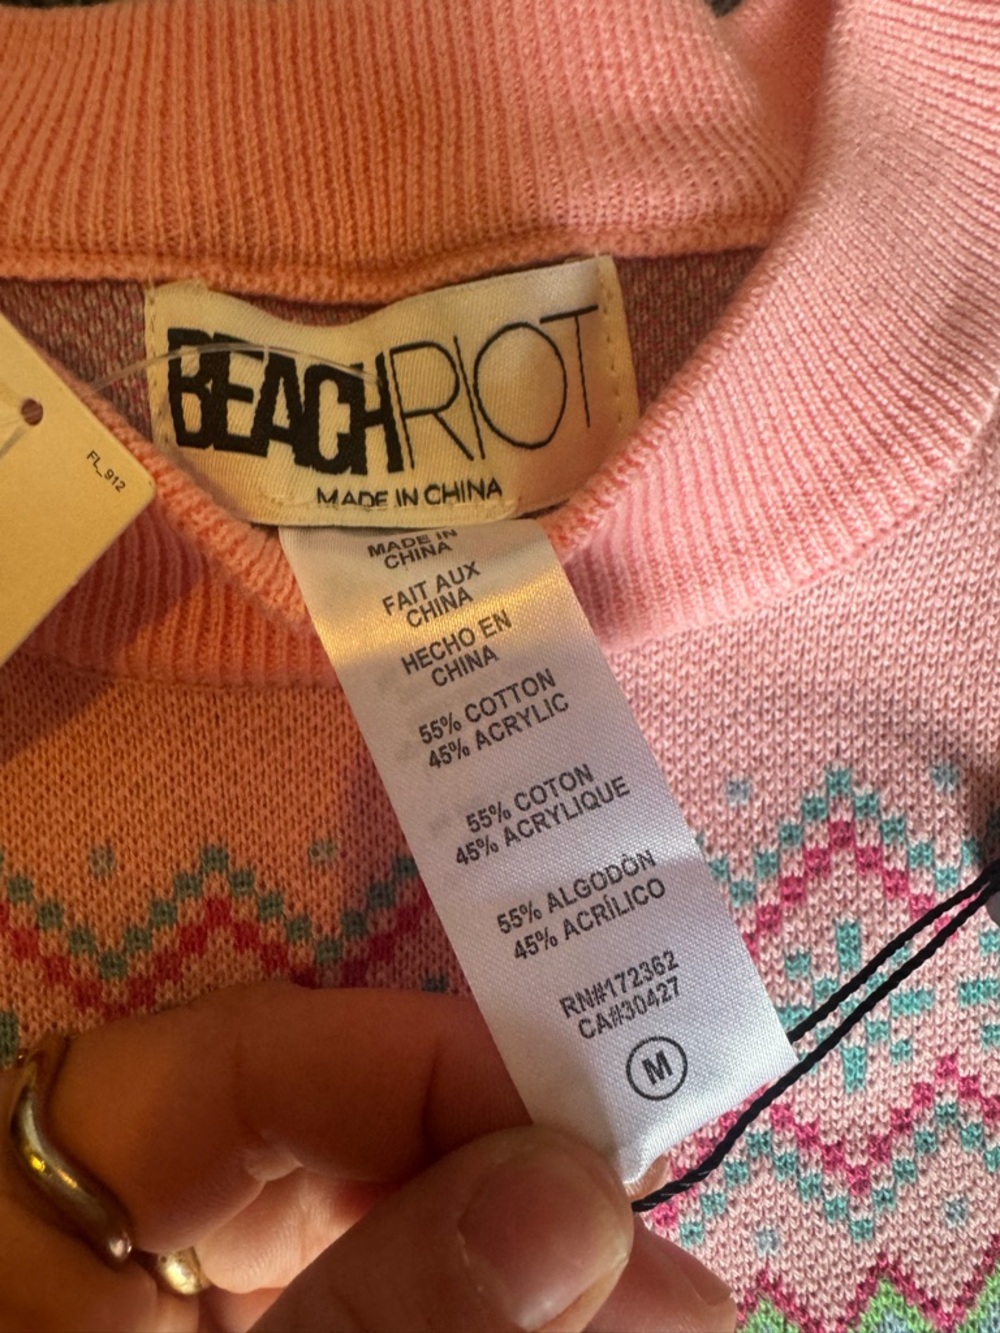 FL_912
BEACHRIOT
MADE IN CHINA
MADE IN
CHINA
FAIT AUX
CHINA
HECHO EN
CHINA
55% COTTON
45% ACRYLIC
55% COTON
45% ACRYLIQUE
55% ALGODÓN
45% ACRÍLICO
RN#172362
CA#30427
M